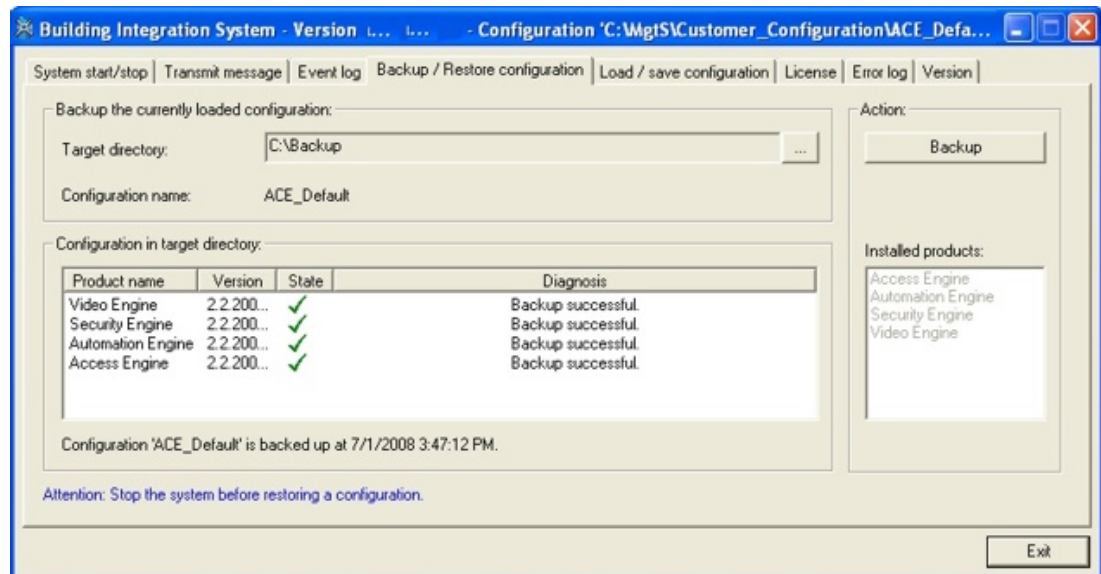 Building Integration System - Version - Configuration 'C:\MgtS\Customer_Configuration\ACE_Defa...
System start/stop Transmit message Event log Backup / Restore configuration Load / save configuration License Error log Version
Backup the currently loaded configuration:
Target directory: C:\Backup ...
Configuration name: ACE_Default
Configuration in target directory:
Product name Version State Diagnosis
Video Engine 2.2.200... Backup successful.
Security Engine 2.2.200... Backup successful.
Automation Engine 2.2.200... Backup successful.
Access Engine 2.2.200... Backup successful.
Configuration 'ACE_Default' is backed up at 7/1/2008 3:47:12 PM.
Attention: Stop the system before restoring a configuration.
Action:
Backup
Installed products:
Access Engine
Automation Engine
Security Engine
Video Engine
Exit